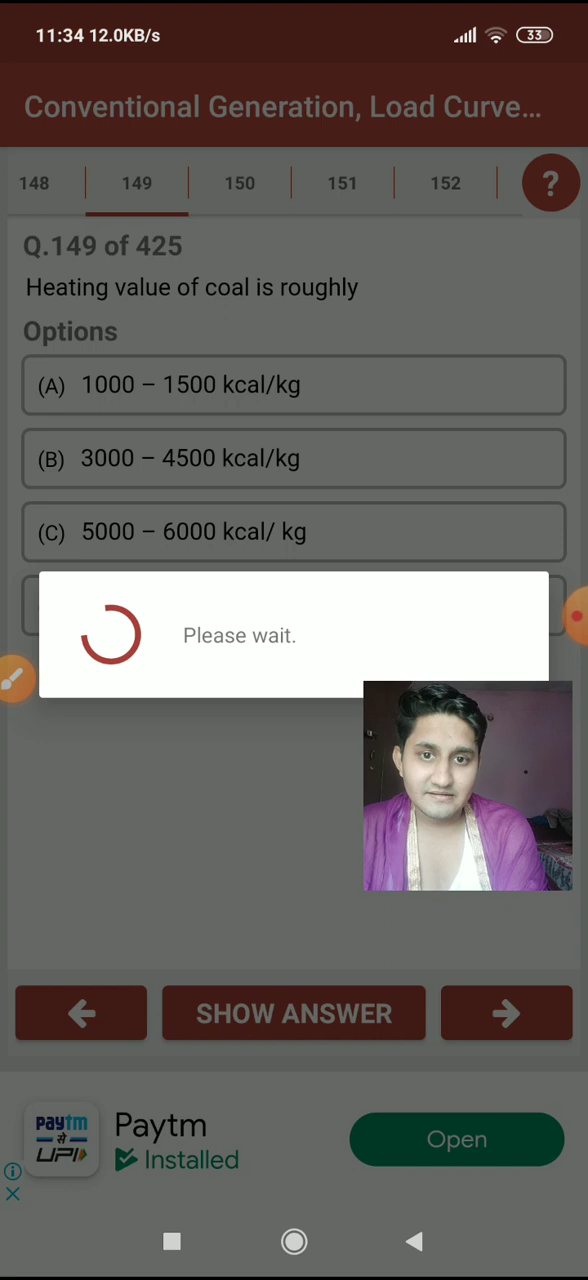 11:34 12.0KB/s
33
Conventional Generation, Load Curve...
148 149 150 151 152 ?
Q.149 of 425
Heating value of coal is roughly
Options
(A) 1000 – 1500 kcal/kg
(B) 3000 – 4500 kcal/kg
(C) 5000 – 6000 kcal/ kg
Please wait.
SHOW ANSWER
paytm
से
UPI
Paytm
Installed
Open